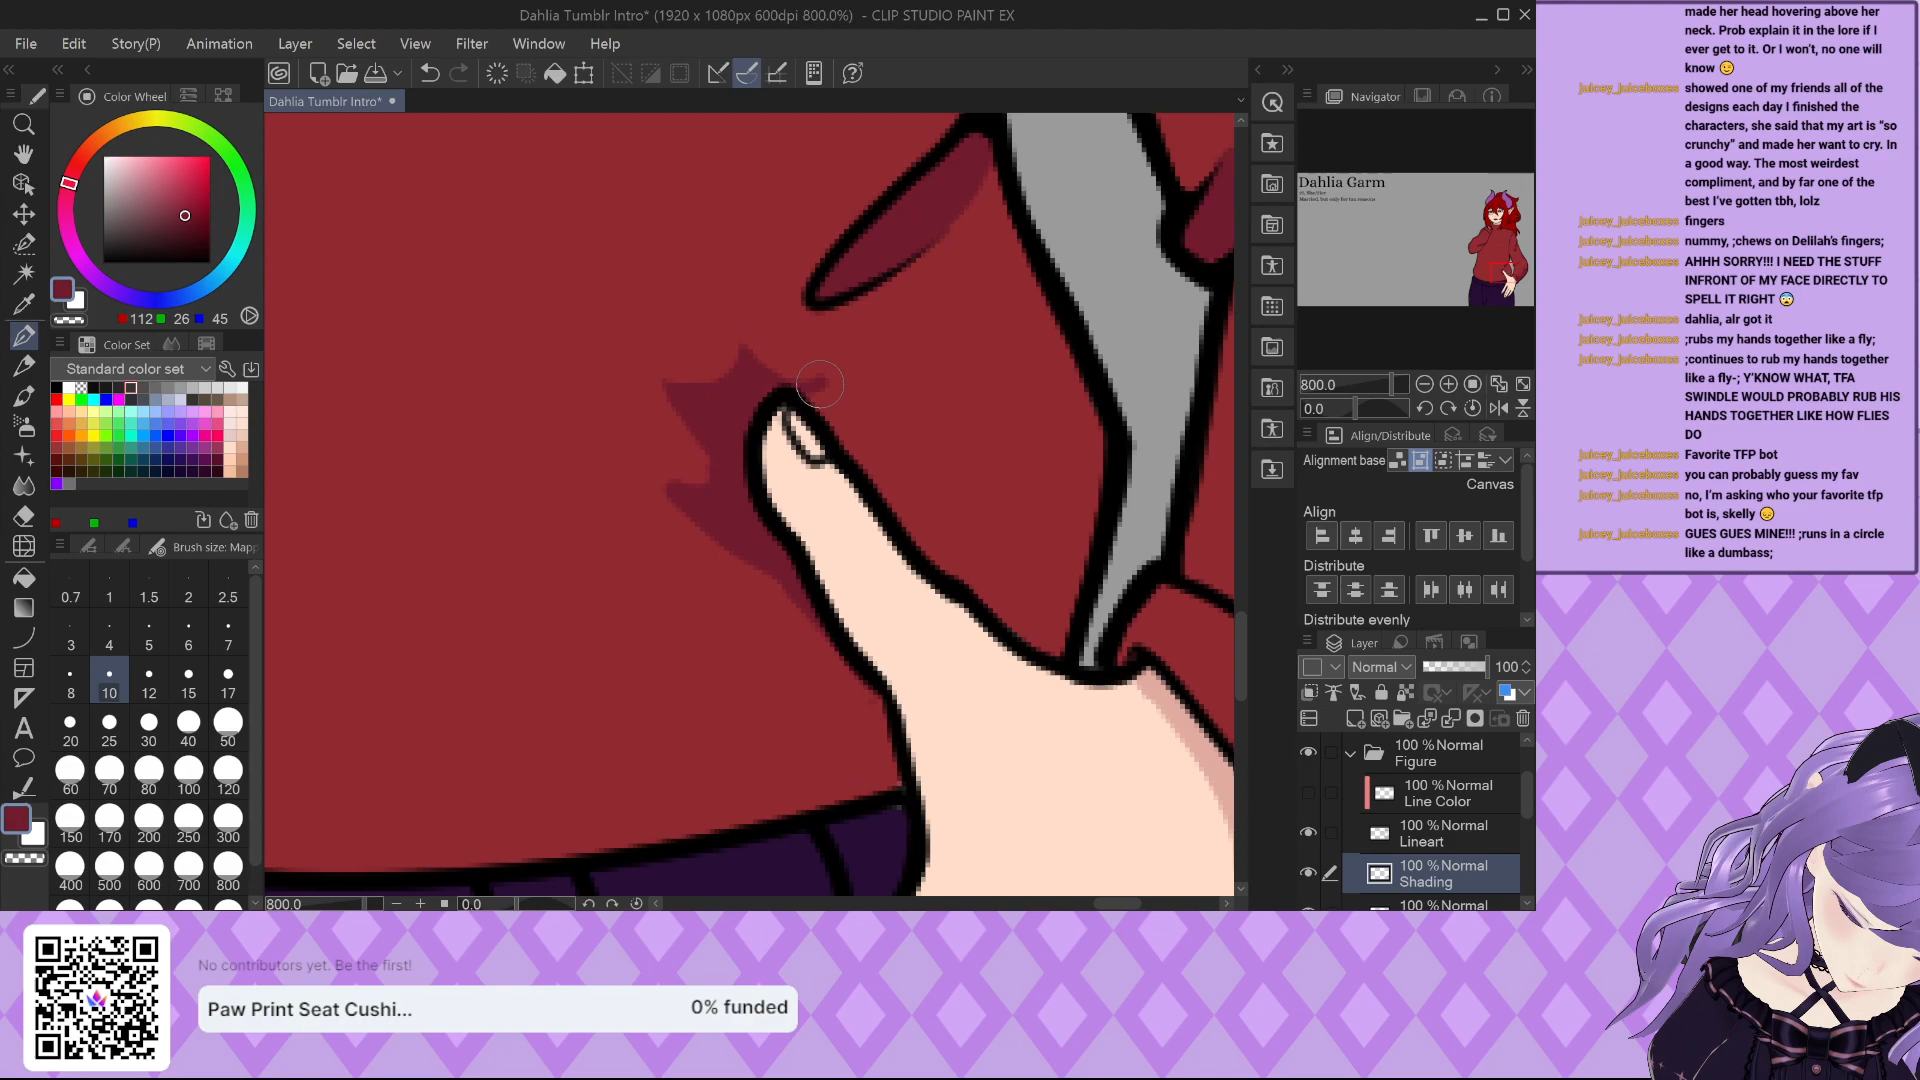 Dahlia Tumblr Intro* (1920 x 1080px 600dpi 800.0%) - CLIP STUDIO PAINT EX
File Edit Story(P) Animation Layer Select View Filter Window Help
Color Wheel
Dahlia Tumblr Intro*
Navigator
112 26 45
Color Set
Standard color set
Brush size: Mapp
0.7 1 1.5 2 2.5
3 4 5 6 7
8 10 12 15 17
20 25 30 40 50
60 70 80 100 120
150 170 200 250 300
400 500 600 700 800
800.0 0.0
Dahlia Garm
800.0
0.0
Align/Distribute
Alignment base
Canvas
Align
Distribute
Distribute evenly
Layer
Normal 100
100 %Normal
Figure
100 %Normal
Line Color
100 %Normal
Lineart
100 %Normal
Shading
100 %Normal
made her head hovering above her
neck. Prob explain it in the lore if I
ever get to it. Or I won't, no one will
know 😉
juicey_juiceboxes showed one of my friends all of the
designs each day I finished the
characters, she said that my art is "so
crunchy" and made her want to cry. In
a good way. The most weirdest
compliment, and by far one of the
best I've gotten tbh, lolz
juicey_juiceboxes fingers
juicey_juiceboxes nummy, ;chews on Delilah's fingers;
juicey_juiceboxes AHHH SORRY!!! I NEED THE STUFF
INFRONT OF MY FACE DIRECTLY TO
SPELL IT RIGHT 😨
juicey_juiceboxes dahlia, alr got it
juicey_juiceboxes ;rubs my hands together like a fly;
juicey_juiceboxes ;continues to rub my hands together
like a fly-; Y'KNOW WHAT, TFA
SWINDLE WOULD PROBABLY RUB HIS
HANDS TOGETHER LIKE HOW FLIES
DO
juicey_juiceboxes Favorite TFP bot
juicey_juiceboxes you can probably guess my fav
juicey_juiceboxes no, I'm asking who your favorite tfp
bot is, skelly 😞
juicey_juiceboxes GUES GUES MINE!!! ;runs in a circle
like a dumbass;
No contributors yet. Be the first!
Paw Print Seat Cushi... 0% funded